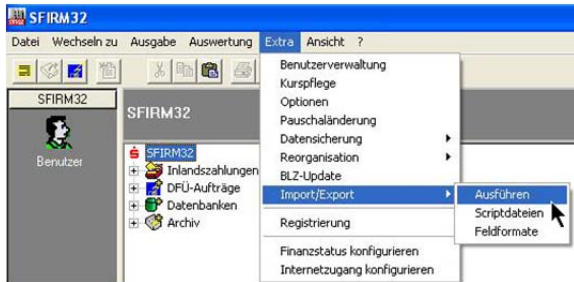 SFIRM32
Datei Wechseln zu Ausgabe Auswertung Extra Ansicht ?
SFIRM32
Benutzer
SFIRM32
SFIRM32
Inlandszahlungen
DFÜ-Aufträge
Datenbanken
Archiv
Benutzerverwaltung
Kurspflege
Optionen
Pauschaländerung
Datensicherung
Reorganisation
BLZ-Update
Import/Export
Registrierung
Finanzstatus konfigurieren
Internetzugang konfigurieren
Ausführen
Scriptdateien
Feldformate